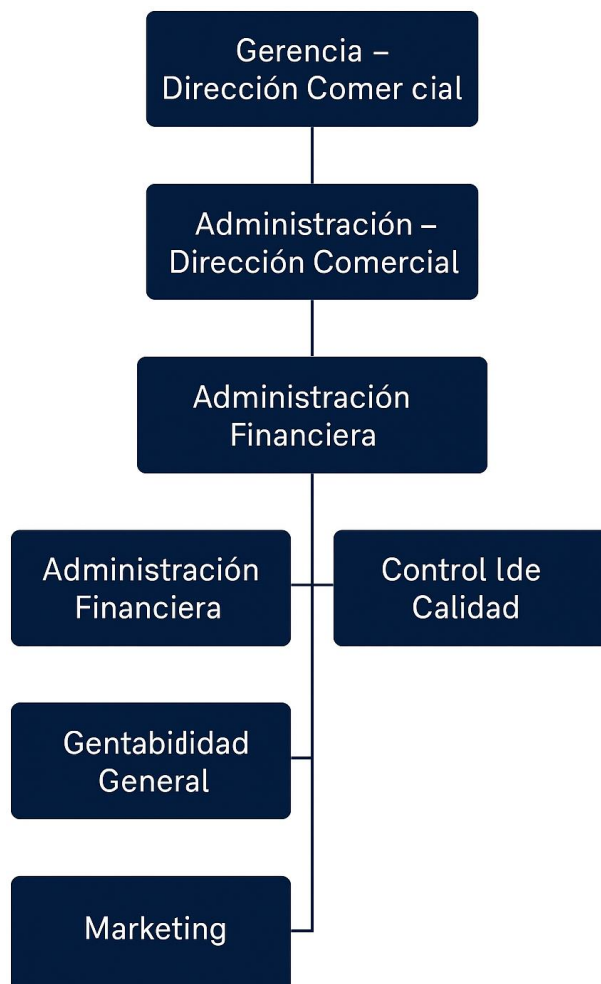 Gerencia –
Dirección Comer cial
Administración –
Dirección Comercial
Administración
Financiera
Administración
Financiera
Control lde
Calidad
Gentabididad
General
Marketing